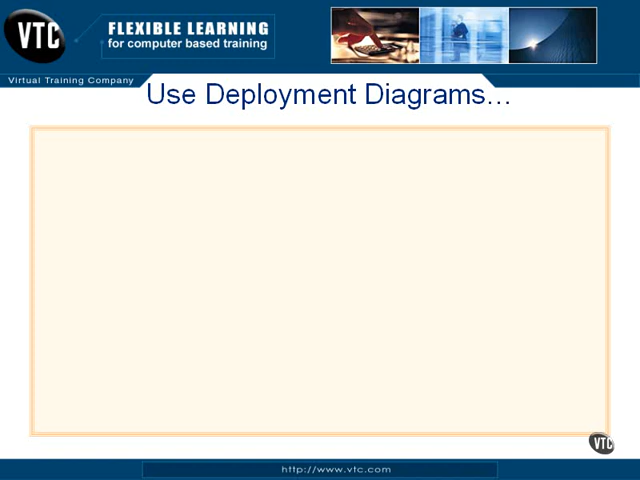 VTC
FLEXIBLE LEARNING
for computer based training
Virtual Training Company
Use Deployment Diagrams...
VTC
http://www.vtc.com